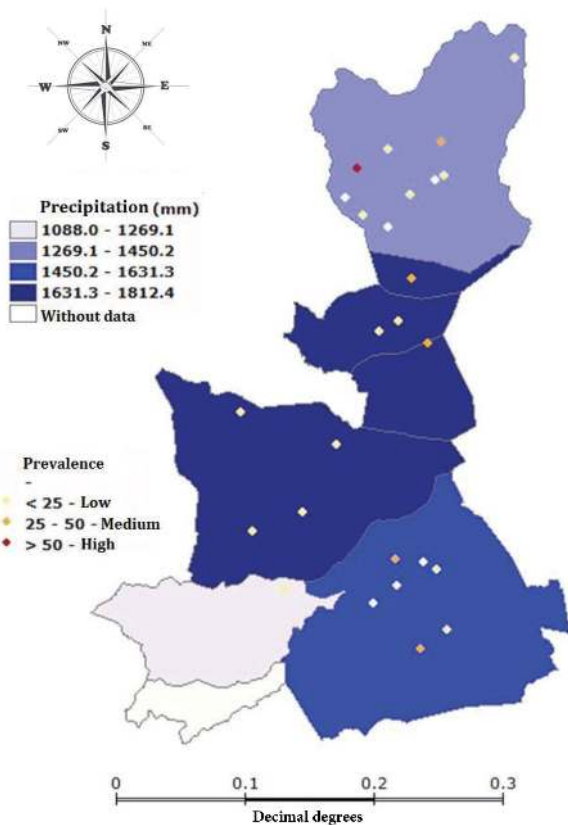 N
NW
NE
W
E
SW
SE
S
Precipitation (mm)
1088.0 - 1269.1
1269.1 - 1450.2
1450.2 - 1631.3
1631.3 - 1812.4
Without data
Prevalence
-
< 25 - Low
25 - 50 - Medium
> 50 - High
0 0.1 0.2 0.3
Decimal degrees